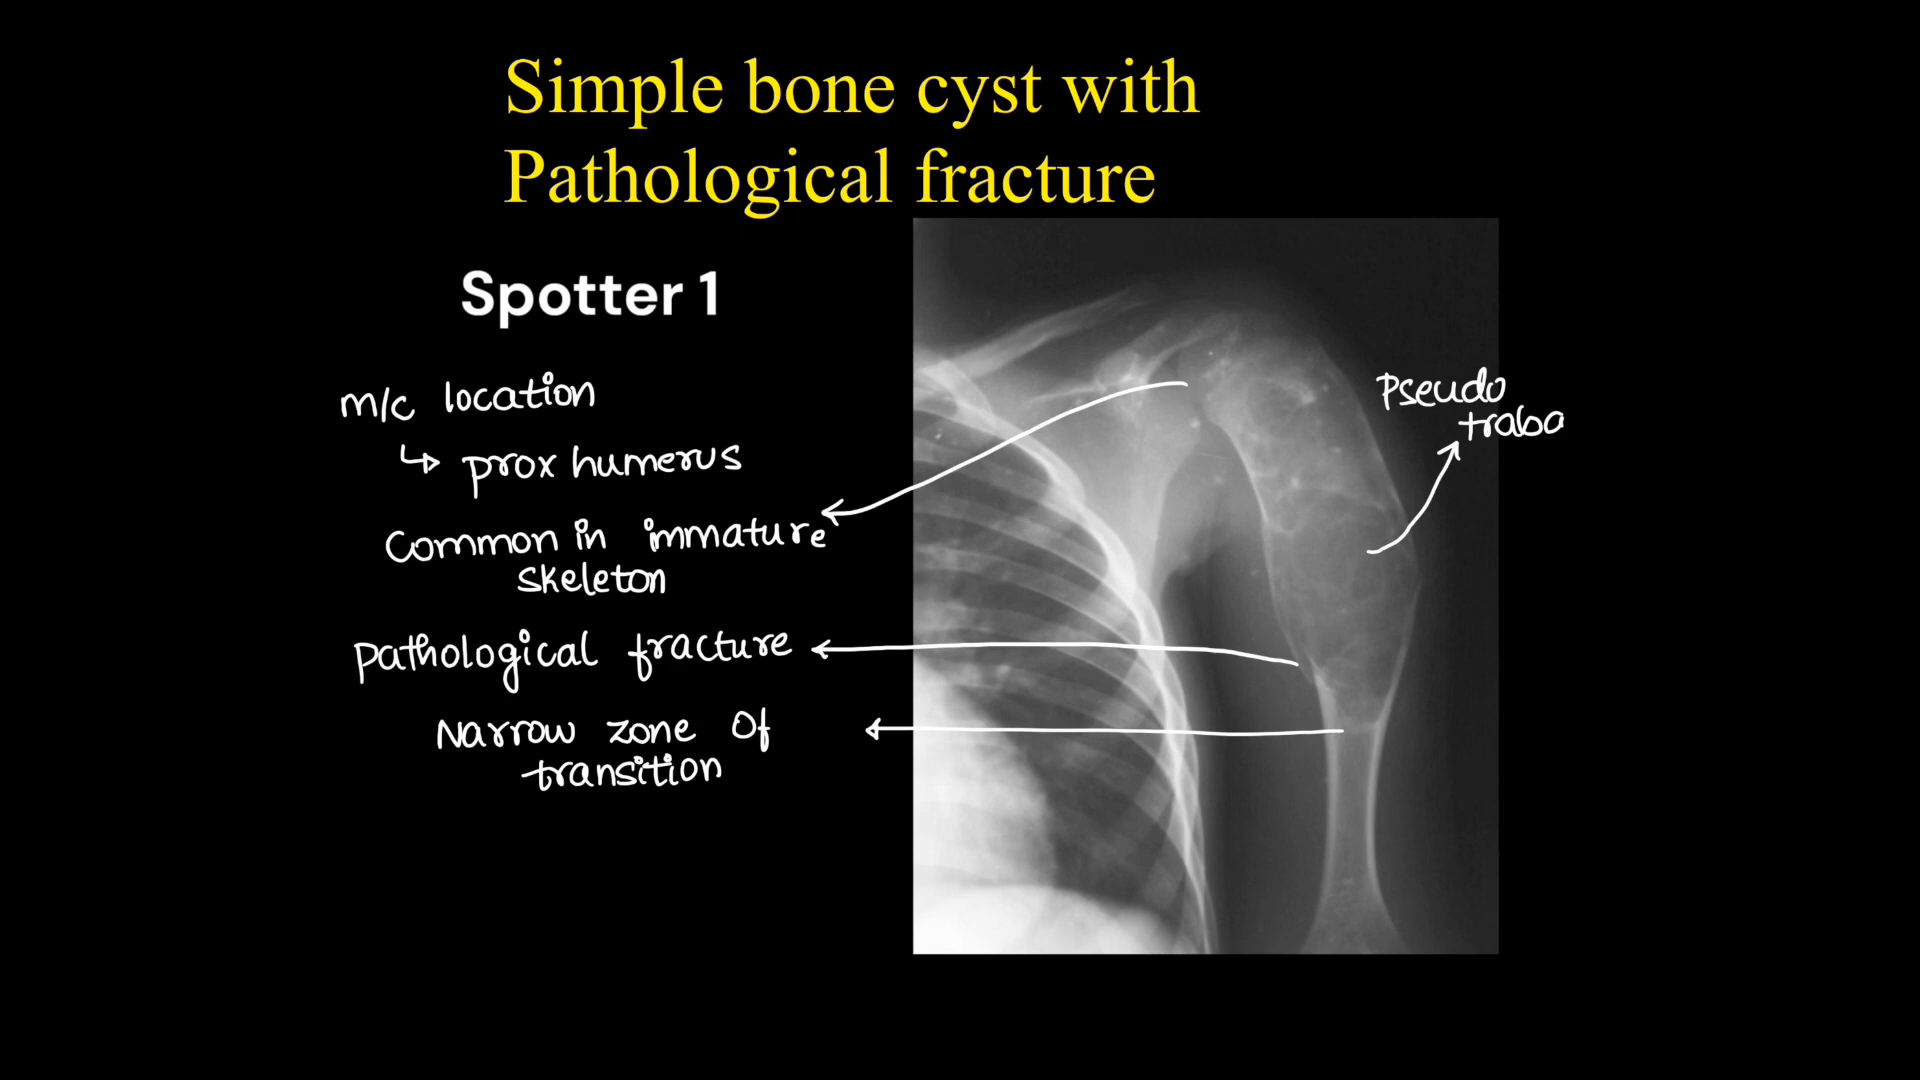 Simple bone cyst with
Pathological fracture
Spotter 1
m/c location
↳ prox humerus
Common in immature
skeleton
Pathological fracture
Narrow zone of
transition
Pseudo
traba